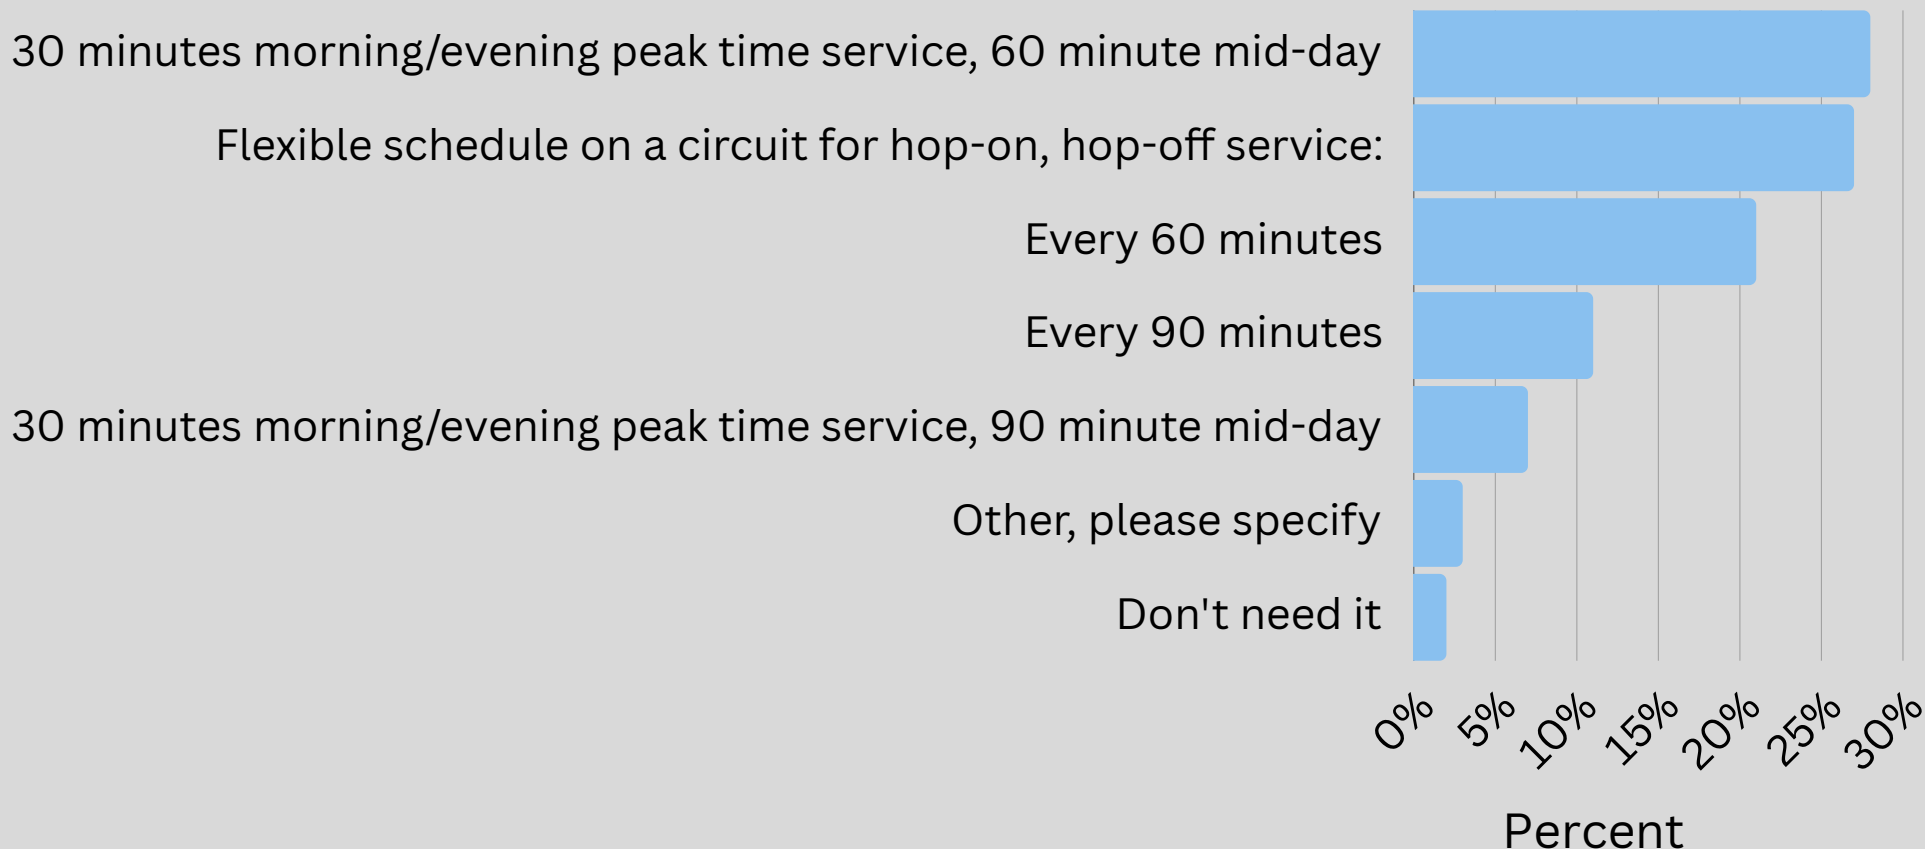 30 minutes morning/evening peak time service, 60 minute mid-day
Flexible schedule on a circuit for hop-on, hop-off service:
Every 60 minutes
Every 90 minutes
30 minutes morning/evening peak time service, 90 minute mid-day
Other, please specify
Don't need it
0% 5% 10% 15% 20% 25% 30%
Percent